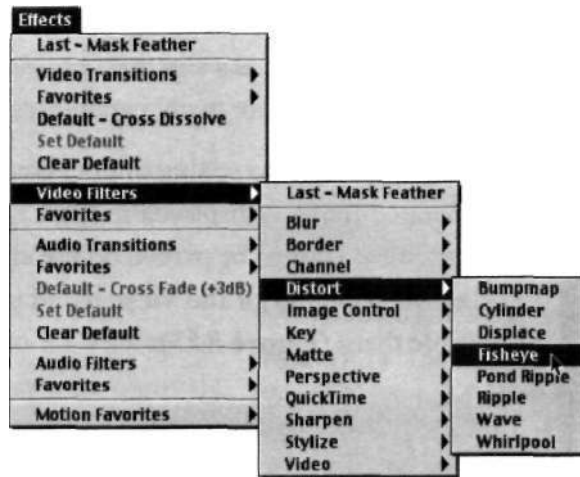 Effects
Last - Mask Feather
Video Transitions
Favorites
Default - Cross Dissolve
Set Default
Clear Default
Video Filters
Favorites
Audio Transitions
Favorites
Default - Cross Fade (+3dB)
Set Default
Clear Default
Audio Filters
Favorites
Motion Favorites
Last - Mask Feather
Blur
Border
Channel
Distort
Image Control
Key
Matte
Perspective
QuickTime
Sharpen
Stylize
Video
Bumpmap
Cylinder
Displace
Fisheye
Pond Ripple
Ripple
Wave
Whirlpool